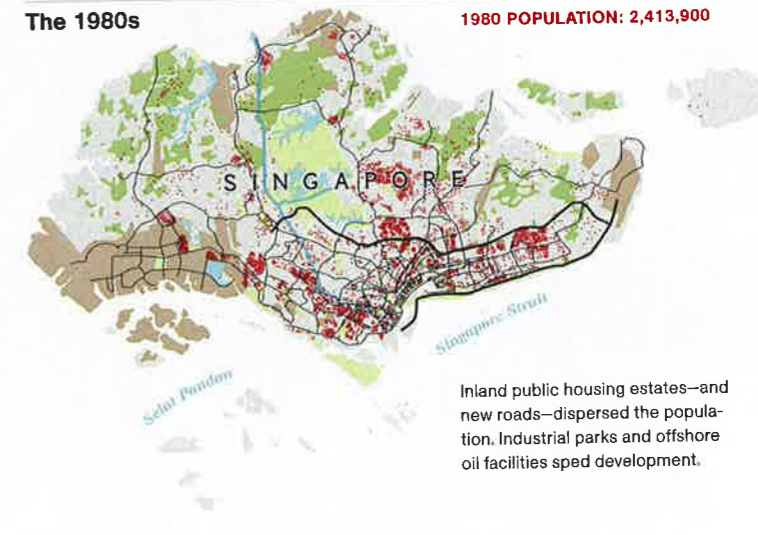 The 1980s
1980 POPULATION: 2,413,900
SINGAPORE
Singapore Strait
Selat Pandan
Inland public housing estates—and
new roads—dispersed the popula-
tion. Industrial parks and offshore
oil facilities sped development.